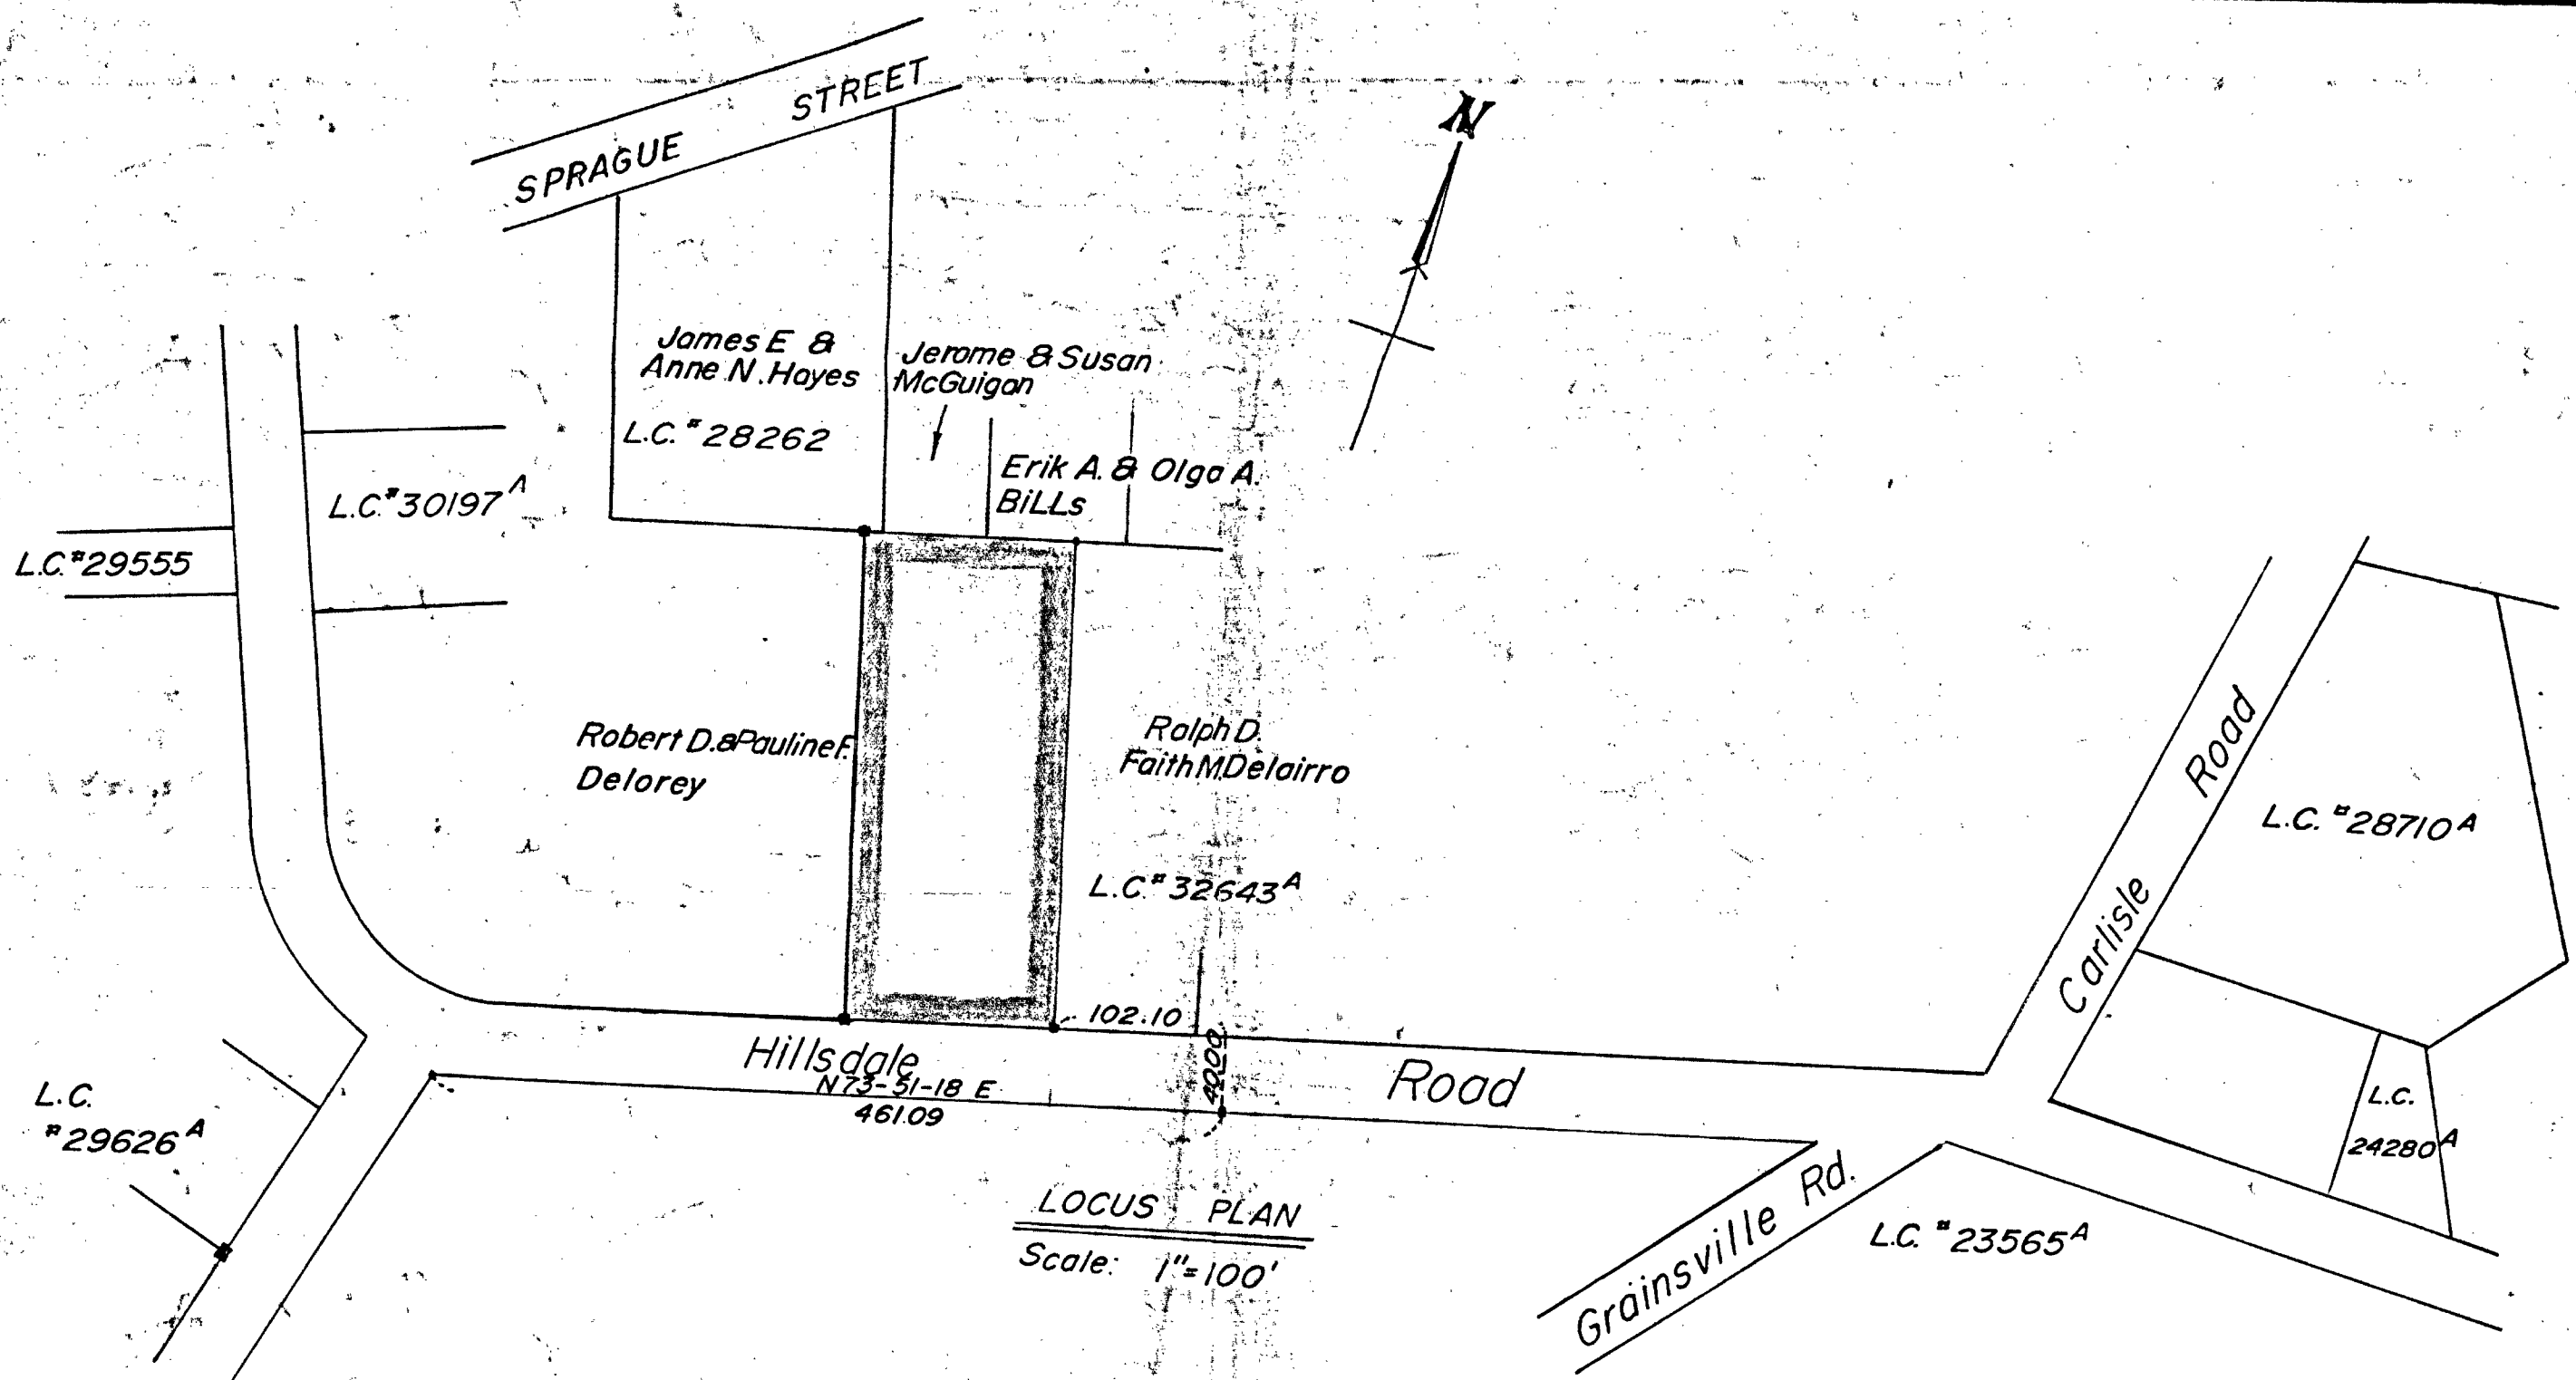 SPRAGUE STREET
N
James E &
Anne N. Hayes
L.C. #28262
Jerome & Susan
McGuigan
Erik A. & Olga A.
BiLLs
L.C.#30197 A
L.C.#29555
Robert D.&Pauline F.
Delorey
Ralph D.
Faith M.Delairro
L.C.#32643 A
102.10
40.00
Hillsdale Road
N 73-51-18 E
461.09
Carlisle Road
L.C. #28710 A
L.C.
24280 A
L.C.
#29626 A
Grainsville Rd.
L.C. #23565 A
LOCUS PLAN
Scale: 1"=100'